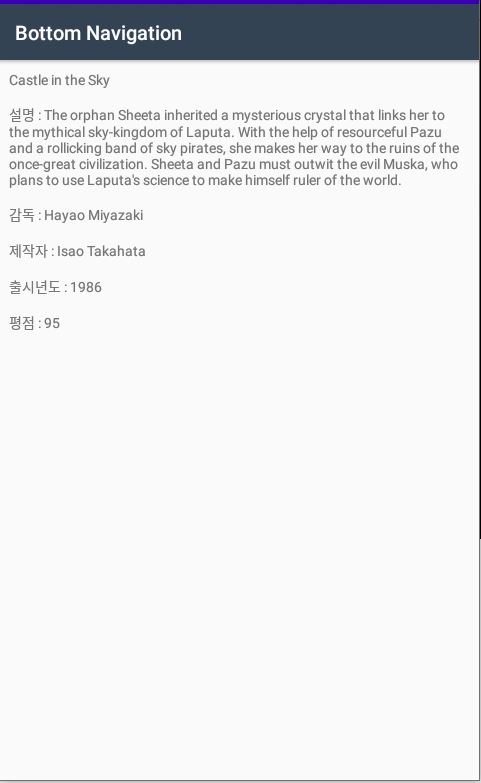 Bottom Navigation
Castle in the Sky
설명 : The orphan Sheeta inherited a mysterious crystal that links her to
the mythical sky-kingdom of Laputa. With the help of resourceful Pazu
and a rollicking band of sky pirates, she makes her way to the ruins of the
once-great civilization. Sheeta and Pazu must outwit the evil Muska, who
plans to use Laputa's science to make himself ruler of the world.
감독 : Hayao Miyazaki
제작자 : Isao Takahata
출시년도 : 1986
평점 : 95